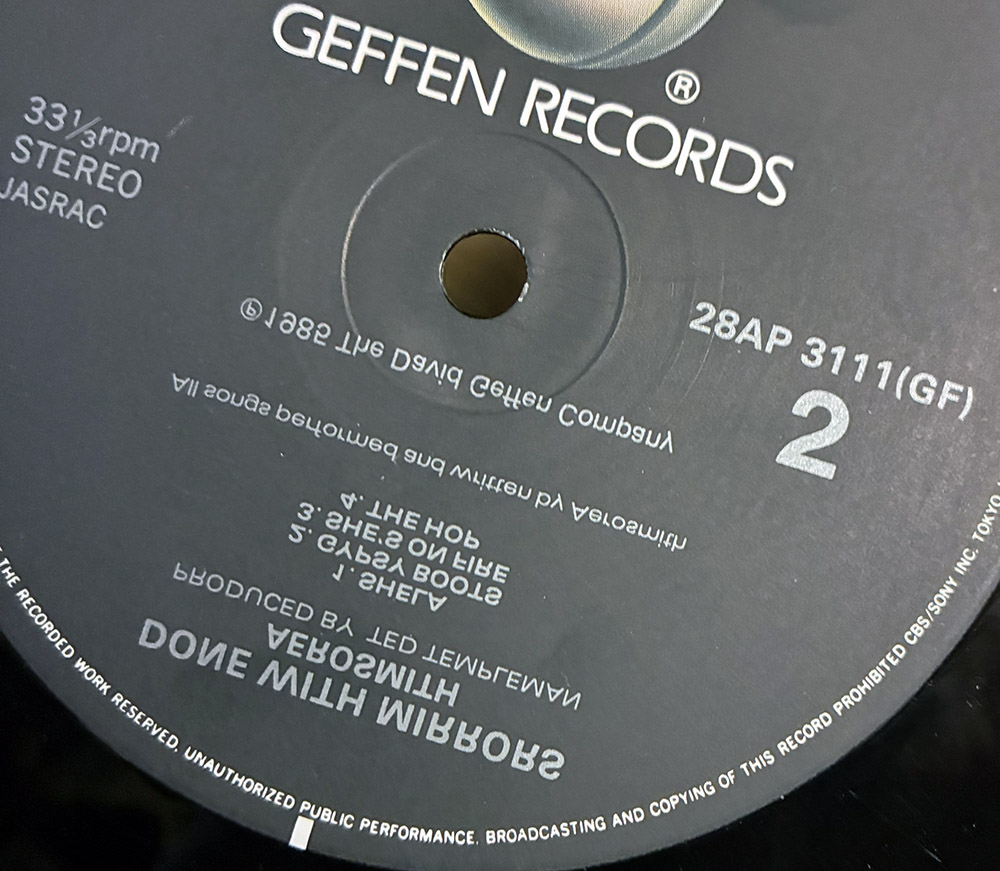 GEFFEN RECORDS ®
33⅓rpm
STEREO
JASRAC
28AP 3111(GF)
2
℗1985 The David Geffen Company
All songs performed and written by Aerosmith
4. THE HOP
3. SHE'S ON FIRE
2. GYPSY BOOTS
1. SHELA
PRODUCED BY TED TEMPLEMAN
AEROSMITH
DONE WITH MIRRORS
THE RECORDED WORK RESERVED. UNAUTHORIZED PUBLIC PERFORMANCE. BROADCASTING AND COPYING OF THIS RECORD PROHIBITED CBS/SONY INC. TOKYO